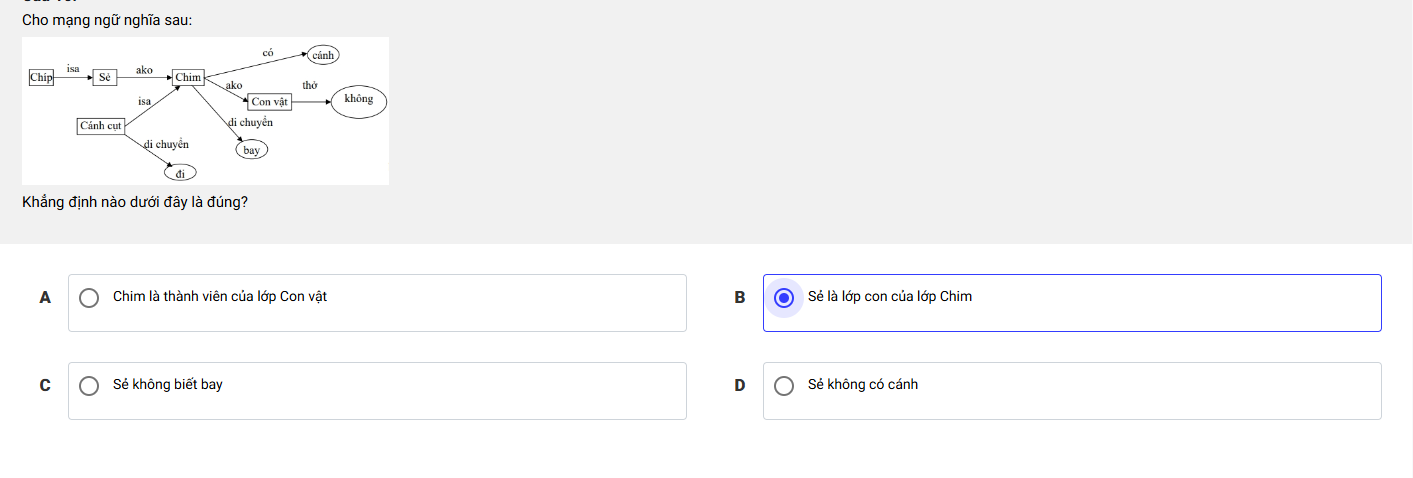 Cho mạng ngữ nghĩa sau:
có
cánh
isa
ako
Chip
Sẻ
Chim
ako
thở
isa
Con vật
không
Cánh cụt
di chuyển
di chuyển
bay
đi
Khẳng định nào dưới đây là đúng?
A
Chim là thành viên của lớp Con vật
B
Sẻ là lớp con của lớp Chim
C
Sẻ không biết bay
D
Sẻ không có cánh